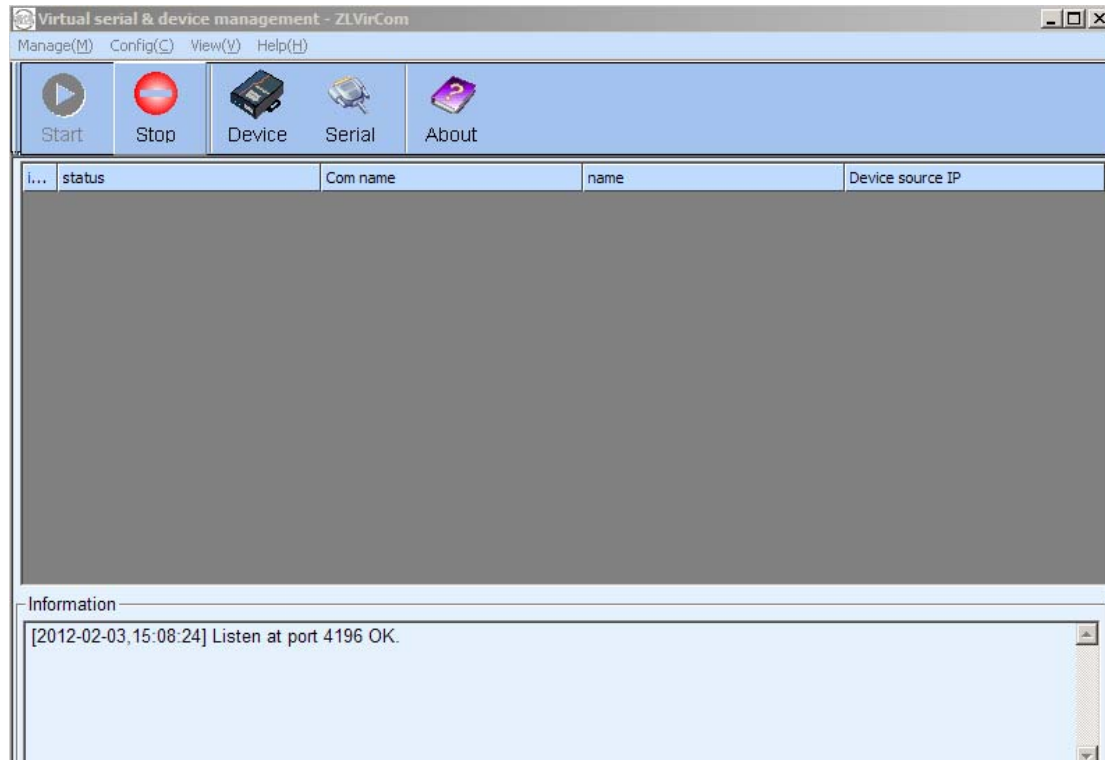 Virtual serial & device management - ZLVirCom
Manage(M) Config(C) View(V) Help(H)
Start Stop Device Serial About
i... status Com name name Device source IP
Information
[2012-02-03,15:08:24] Listen at port 4196 OK.